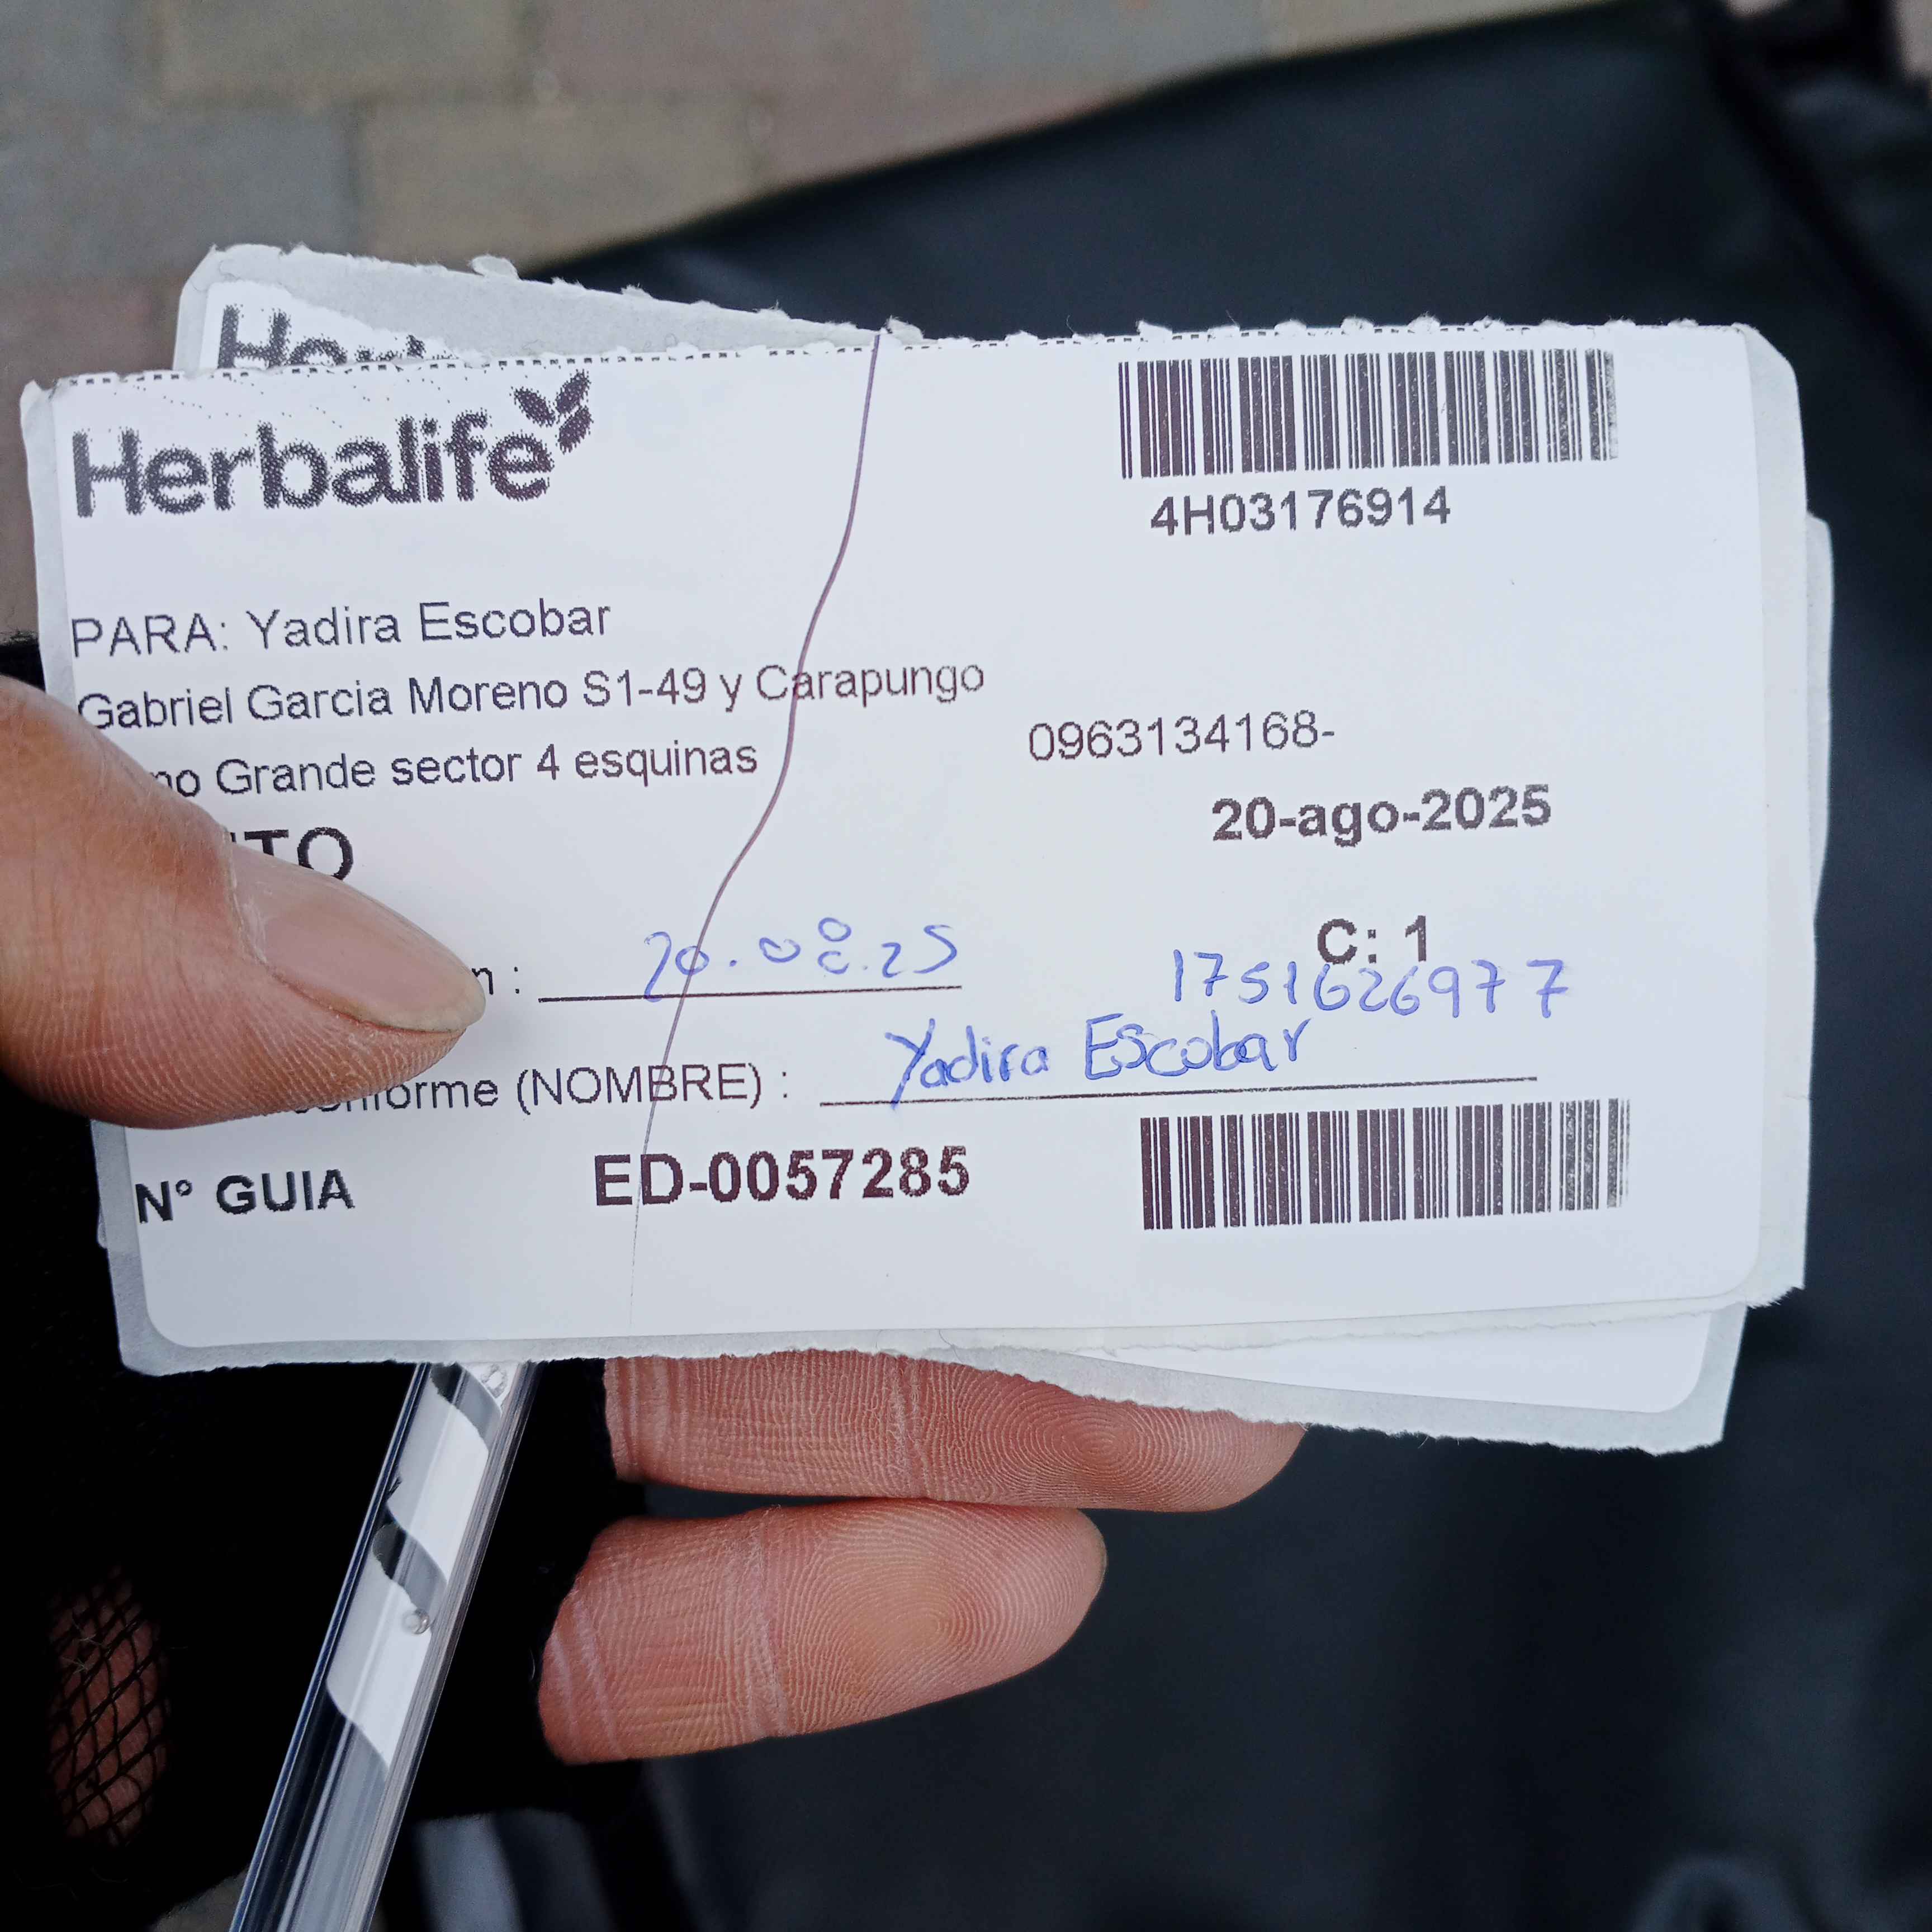 Herbalife
4H03176914
PARA: Yadira Escobar
Gabriel Garcia Moreno S1-49 y Carapungo
Grande sector 4 esquinas
0963134168-
20-ago-2025
C: 1
: 20.08.25
1751626977
(NOMBRE) : Yadira Escobar
N° GUIA ED-0057285